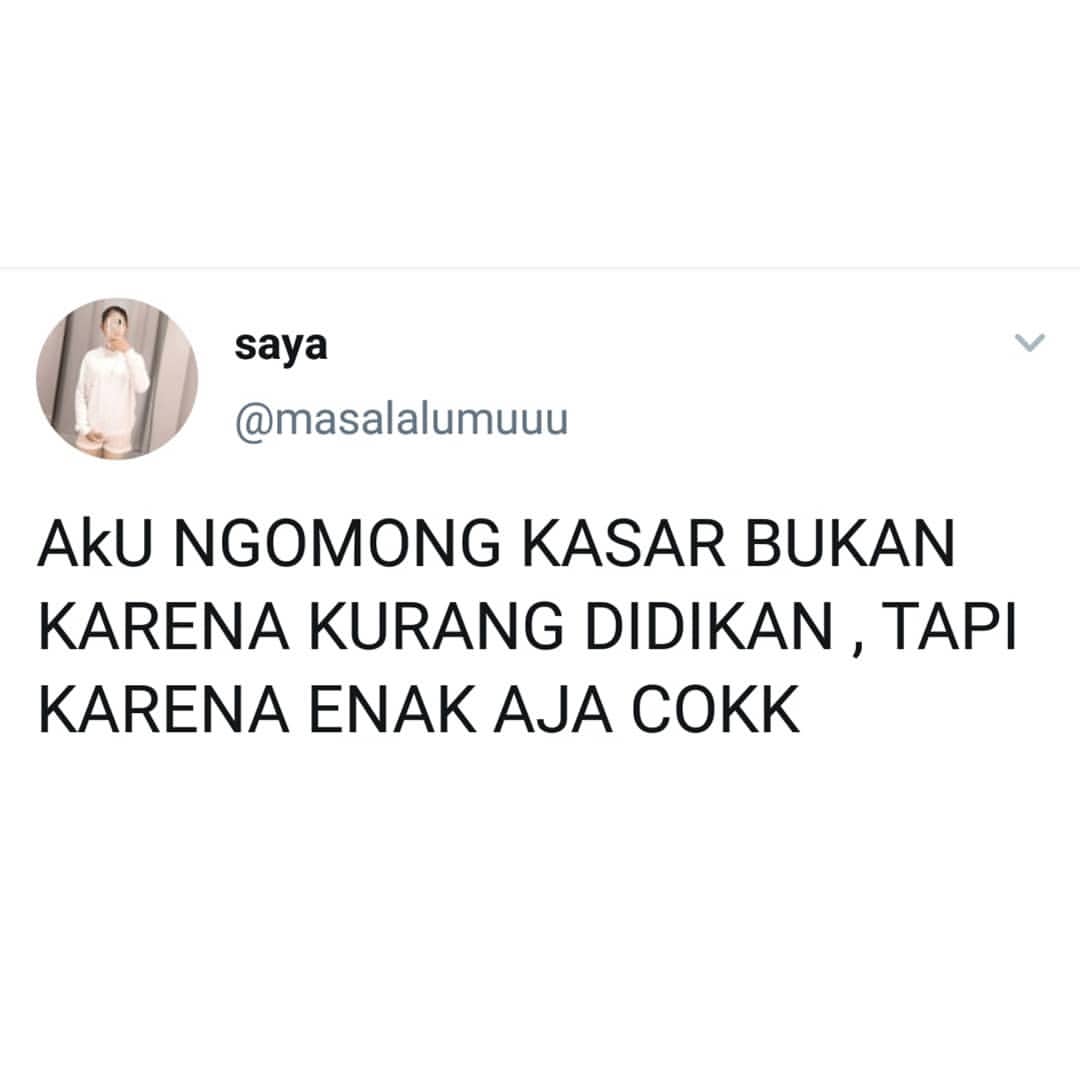 saya
@masalalumuuu
AkU NGOMONG KASAR BUKAN
KARENA KURANG DIDIKAN , TAPI
KARENA ENAK AJA COKK